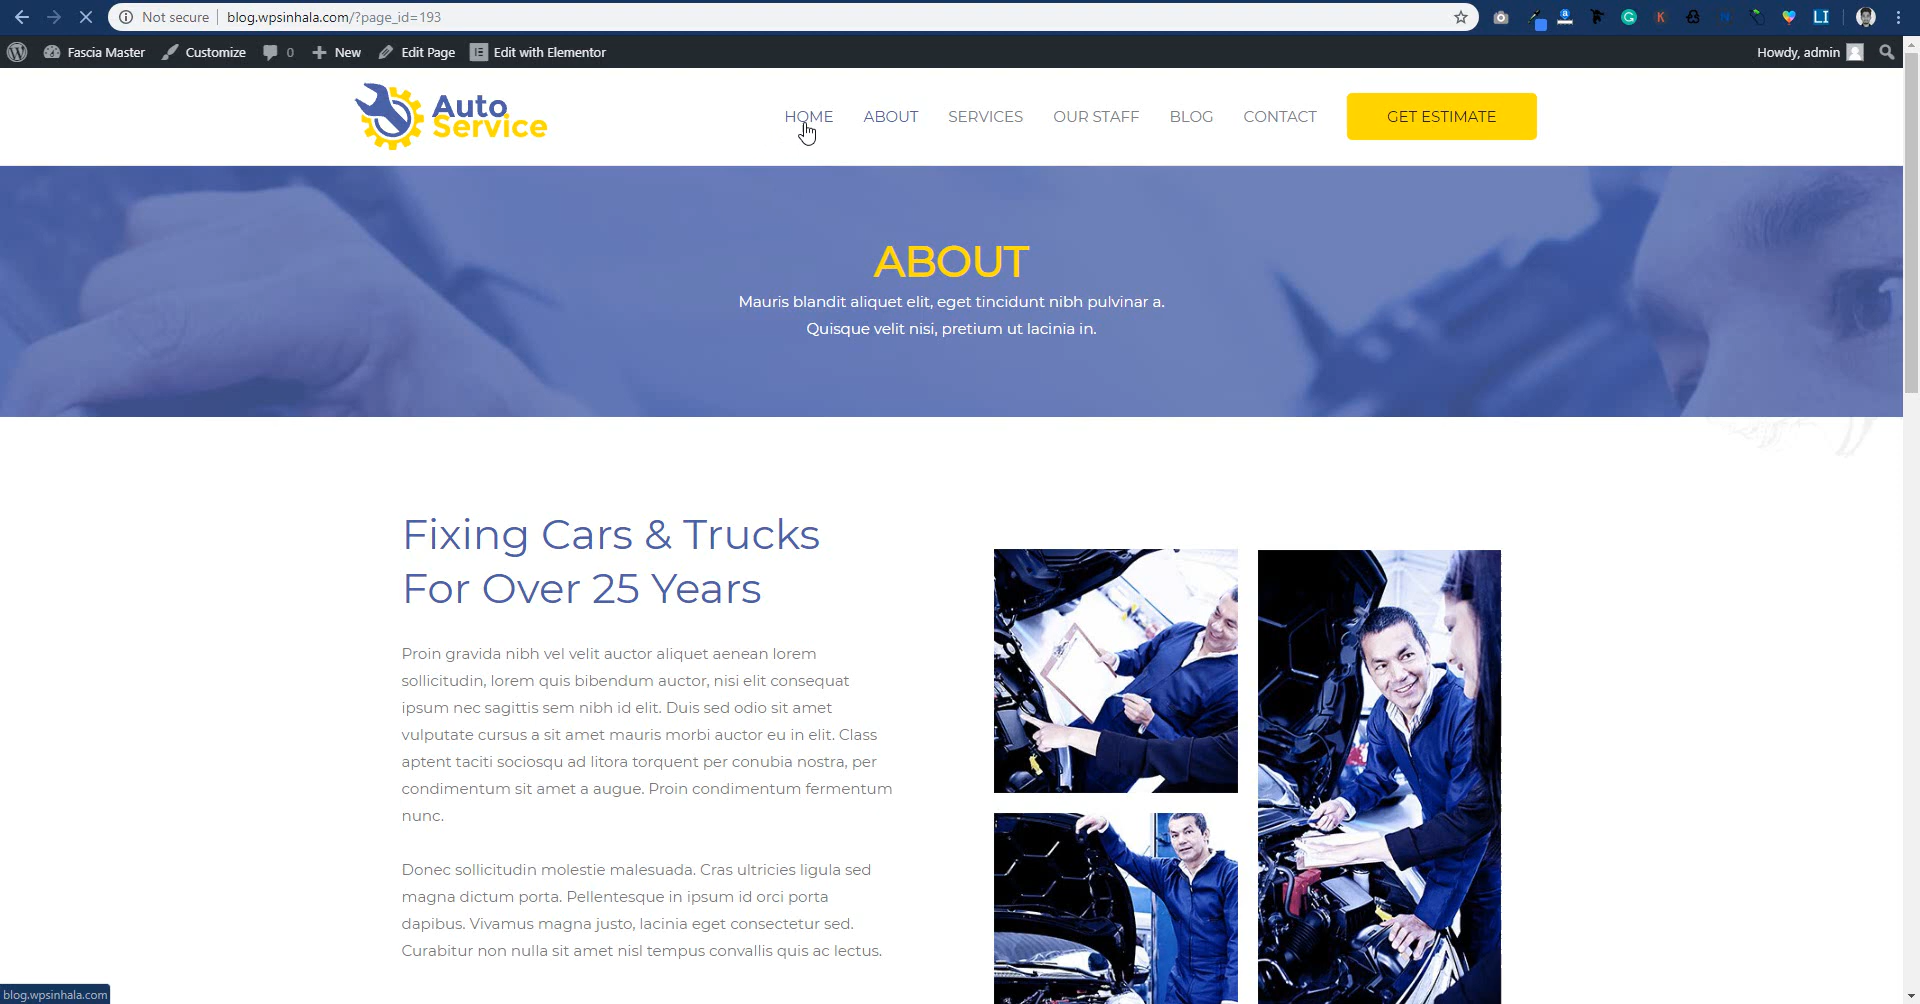 Not secure
blog.wpsinhala.com/?page_id=193
Fascia Master
Customize
0
New
Edit Page
Edit with Elementor
Howdy, admin
Auto
Service
HOME
ABOUT
SERVICES
OUR STAFF
BLOG
CONTACT
GET ESTIMATE
ABOUT
Mauris blandit aliquet elit, eget tincidunt nibh pulvinar a.
Quisque velit nisi, pretium ut lacinia in.
Fixing Cars & Trucks
For Over 25 Years
Proin gravida nibh vel velit auctor aliquet aenean lorem
sollicitudin, lorem quis bibendum auctor, nisi elit consequat
ipsum nec sagittis sem nibh id elit. Duis sed odio sit amet
vulputate cursus a sit amet mauris morbi auctor eu in elit. Class
aptent taciti sociosqu ad litora torquent per conubia nostra, per
condimentum sit amet a augue. Proin condimentum fermentum
nunc.
Donec sollicitudin molestie malesuada. Cras ultricies ligula sed
magna dictum porta. Pellentesque in ipsum id orci porta
dapibus. Vivamus magna justo, lacinia eget consectetur sed.
Curabitur non nulla sit amet nisl tempus convallis quis ac lectus.
blog.wpsinhala.com